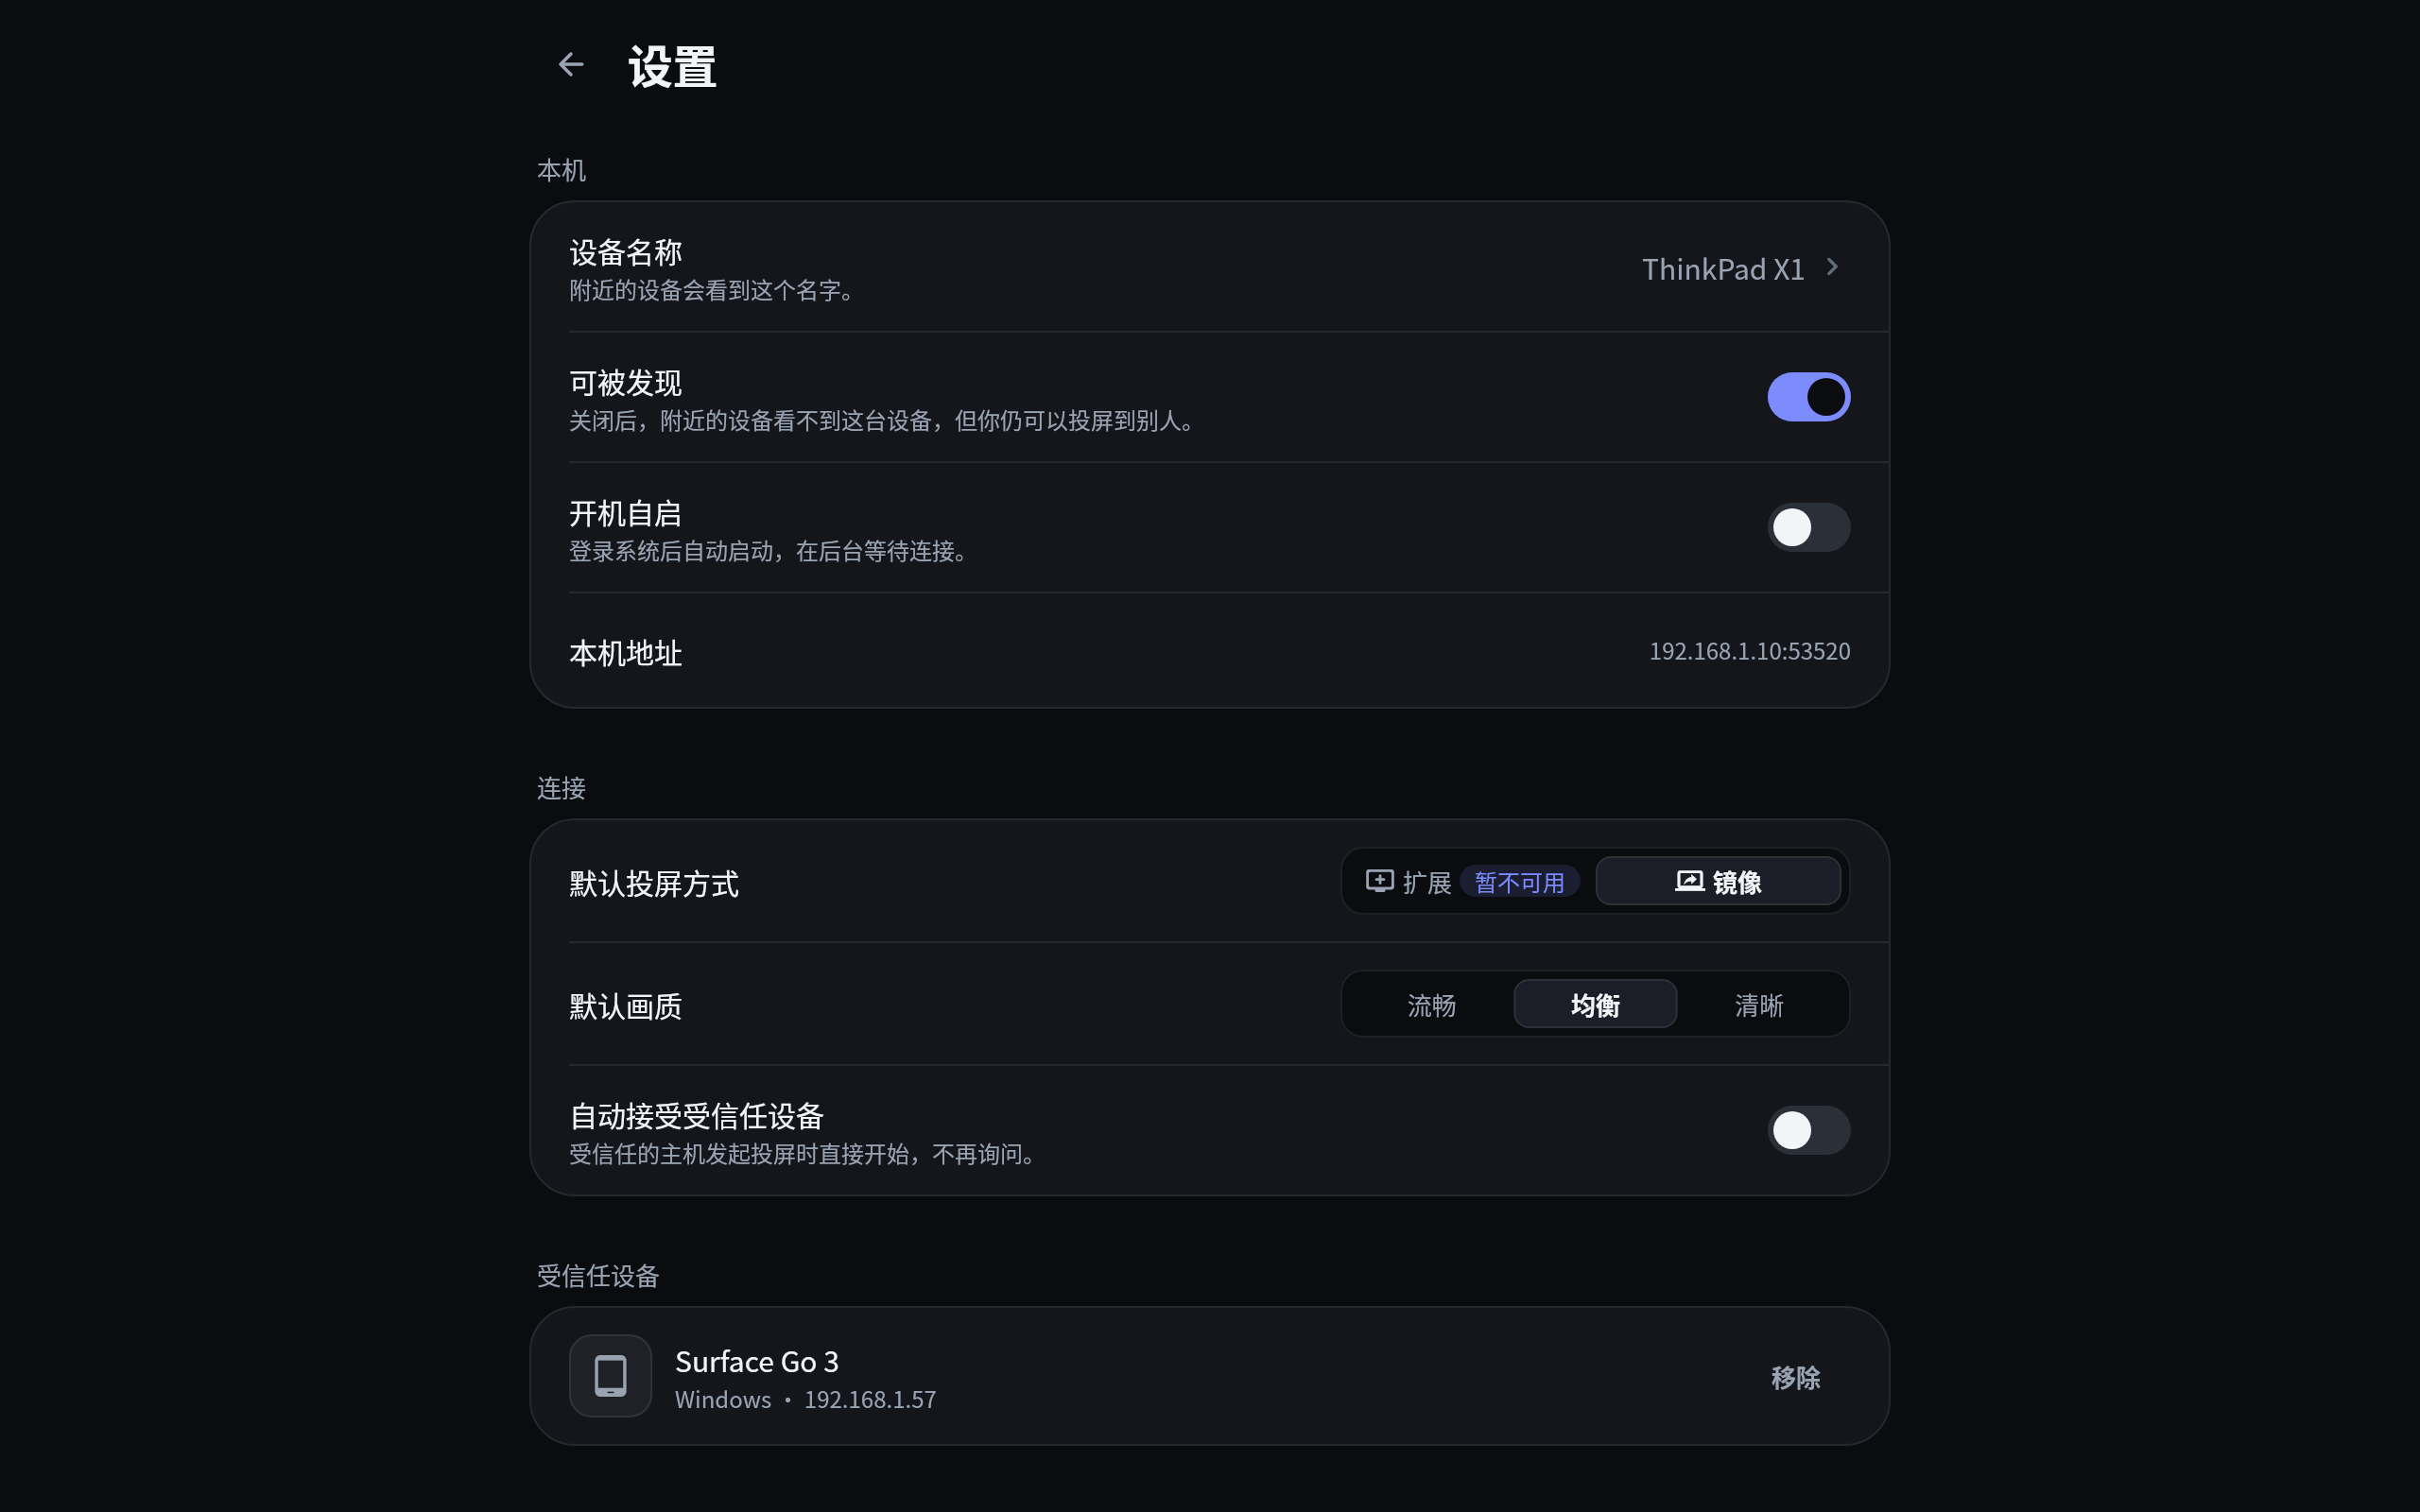 设置
本机
设备名称
ThinkPad X1
附近的设备会看到这个名字。
可被发现
关闭后，附近的设备看不到这台设备，但你仍可以投屏到别人。
开机自启
登录系统后自动启动，在后台等待连接。
本机地址
192.168.1.10:53520
连接
默认投屏方式
扩展 暂不可用 镜像
默认画质
流畅 均衡 清晰
自动接受受信任设备
受信任的主机发起投屏时直接开始，不再询问。
受信任设备
Surface Go 3
Windows · 192.168.1.57
移除